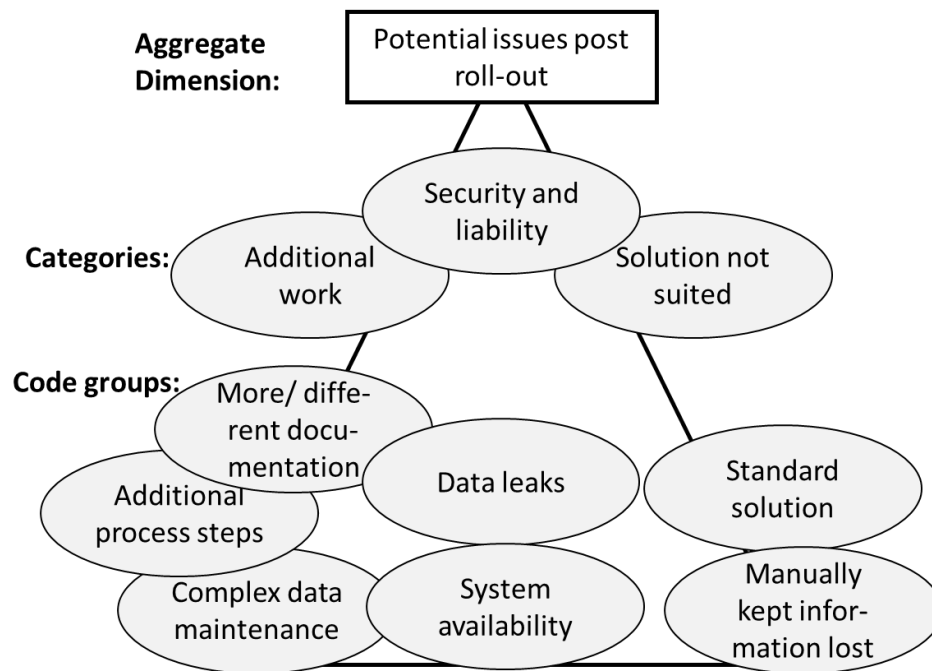 Aggregate
Dimension:
Potential issues post
roll-out
Security and
liability
Categories:
Additional
work
Solution not
suited
Code groups:
More/ diffe-
rent docu-
mentation
Data leaks
Standard
solution
Additional
process steps
Complex data
maintenance
System
availability
Manually
kept infor-
mation lost